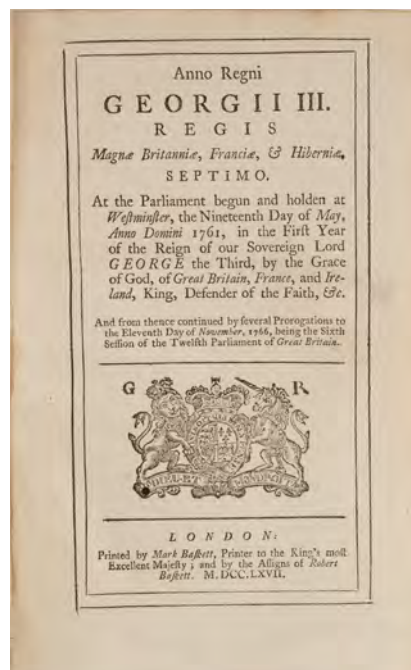 Anno Regni
GEORGII III.
REGIS
Magnæ Britanniæ, Franciæ, & Hiberniæ,
SEPTIMO.
At the Parliament begun and holden at
Weſtminſter, the Nineteenth Day of May,
Anno Domini 1761, in the Firſt Year
of the Reign of our Sovereign Lord
GEORGE the Third, by the Grace
of God, of Great Britain, France, and Ire-
land, King, Defender of the Faith, &c.
And from thence continued by ſeveral Prorogations to
the Eleventh Day of November, 1766, being the Sixth
Seſſion of the Twelfth Parliament of Great Britain.
G R
DIEU ET MON DROIT
LONDON:
Printed by Mark Baſkett, Printer to the King's moſt
Excellent Majeſty; and by the Aſſigns of Robert
Baſkett. M.DCC.LXVII.